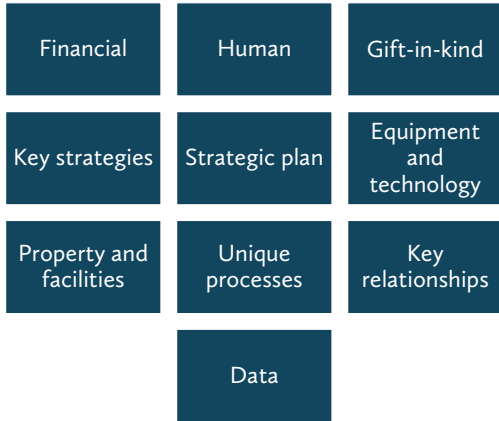 Financial
Human
Gift-in-kind
Key strategies
Strategic plan
Equipment
and
technology
Property and
facilities
Unique
processes
Key
relationships
Data